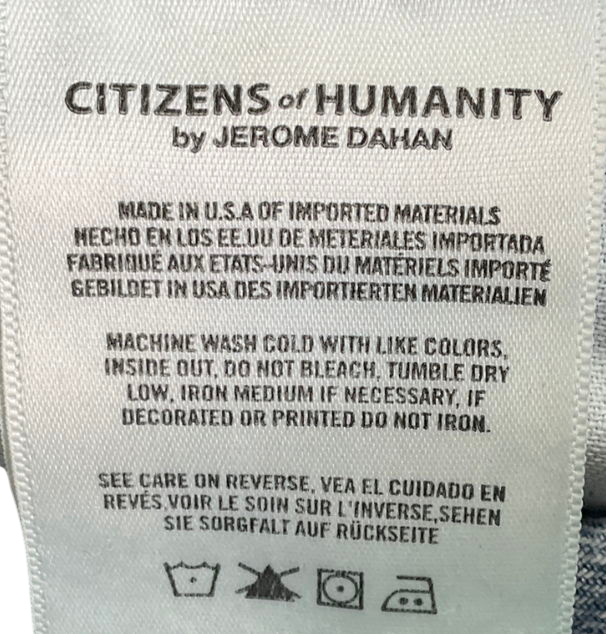 CITIZENS of HUMANITY
by JEROME DAHAN
MADE IN U.S.A OF IMPORTED MATERIALS
HECHO EN LOS EE.UU DE METERIALES IMPORTADA
FABRIQUÉ AUX ETATS-UNIS DU MATÉRIELS IMPORTÉ
GEBILDET IN USA DES IMPORTIERTEN MATERIALIEN
MACHINE WASH COLD WITH LIKE COLORS,
INSIDE OUT, DO NOT BLEACH, TUMBLE DRY
LOW, IRON MEDIUM IF NECESSARY, IF
DECORATED OR PRINTED DO NOT IRON.
SEE CARE ON REVERSE, VEA EL CUIDADO EN
REVÉS,VOIR LE SOIN SUR L'INVERSE,SEHEN
SIE SORGFALT AUF RÜCKSEITE